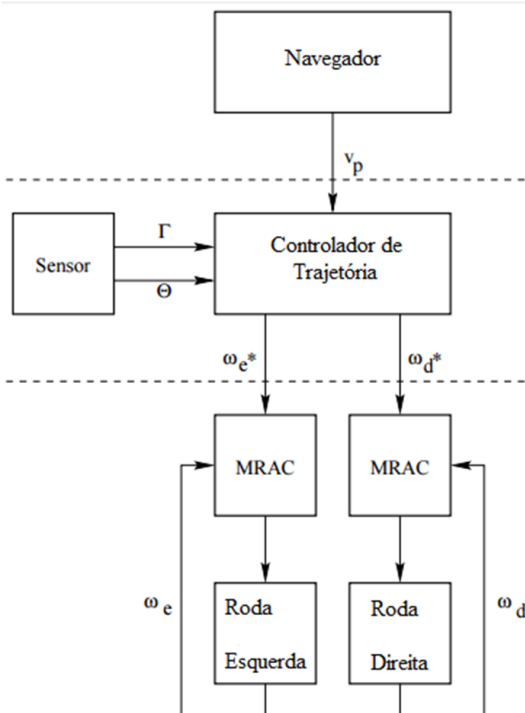 Navegador
v_p
Sensor
Γ
Θ
Controlador de
Trajetória
ω_e*
ω_d*
MRAC
MRAC
ω_e
Roda
Esquerda
Roda
Direita
ω_d